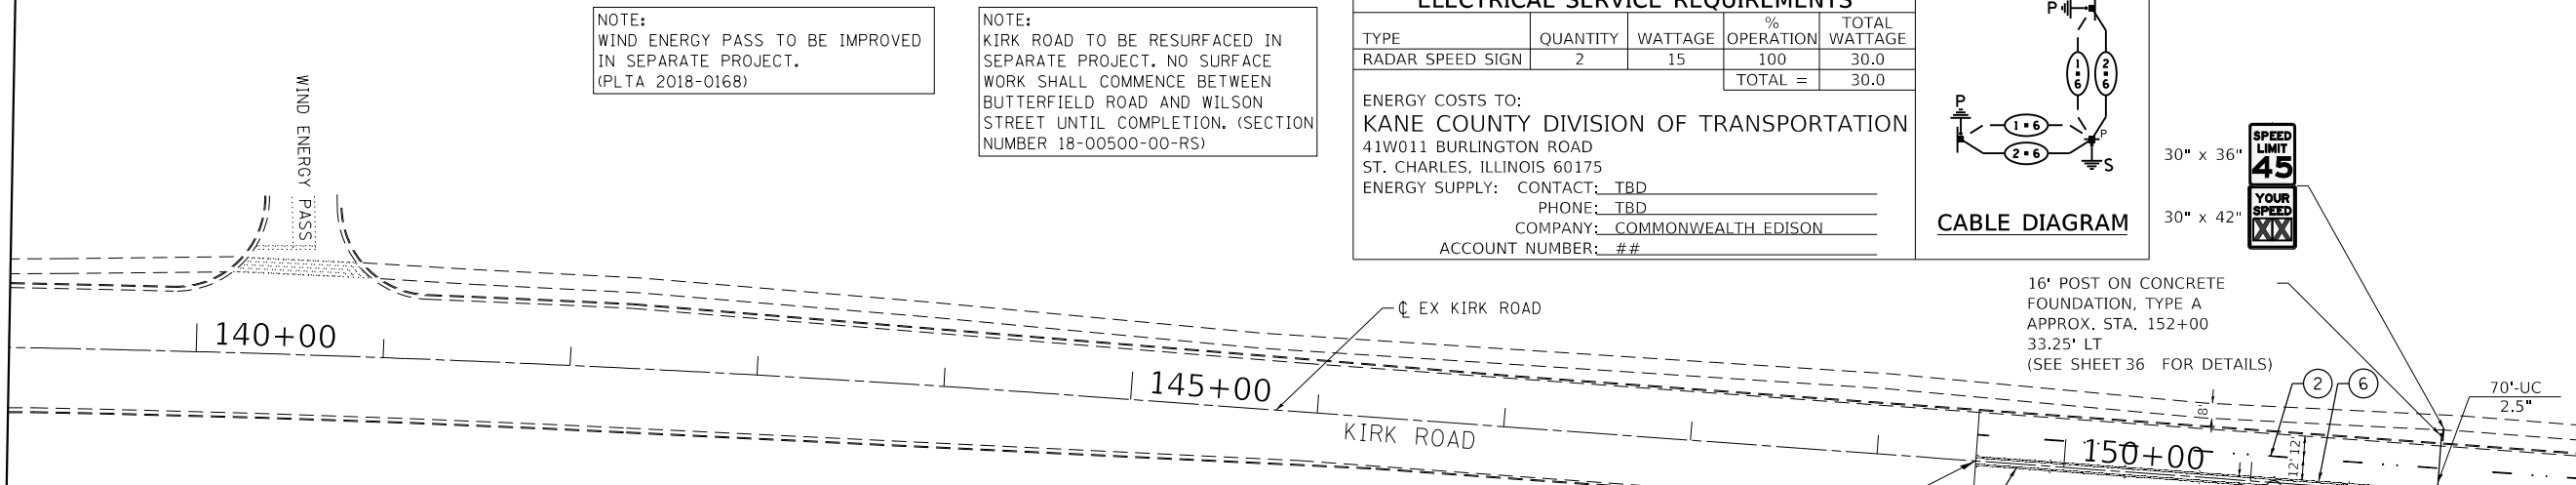 NOTE:
WIND ENERGY PASS TO BE IMPROVED
IN SEPARATE PROJECT.
(PLTA 2018-0168)
NOTE:
KIRK ROAD TO BE RESURFACED IN
SEPARATE PROJECT. NO SURFACE
WORK SHALL COMMENCE BETWEEN
BUTTERFIELD ROAD AND WILSON
STREET UNTIL COMPLETION. (SECTION
NUMBER 18-00500-00-RS)
ELECTRICAL SERVICE REQUIREMENTS
TYPE QUANTITY WATTAGE % OPERATION TOTAL WATTAGE
RADAR SPEED SIGN 2 15 100 30.0
TOTAL = 30.0
ENERGY COSTS TO:
KANE COUNTY DIVISION OF TRANSPORTATION
41W011 BURLINGTON ROAD
ST. CHARLES, ILLINOIS 60175
ENERGY SUPPLY: CONTACT: TBD
PHONE: TBD
COMPANY: COMMONWEALTH EDISON
ACCOUNT NUMBER: ##
P
1-6
2-6
P
1-6
2-6
P
S
CABLE DIAGRAM
30" x 36"
SPEED
LIMIT
45
30" x 42"
YOUR
SPEED
XX
16' POST ON CONCRETE
FOUNDATION, TYPE A
APPROX. STA. 152+00
33.25' LT
(SEE SHEET 36 FOR DETAILS)
WIND ENERGY PASS
℄ EX KIRK ROAD
140+00
145+00
KIRK ROAD
150+00
2
6
8'
12' 12'
70'-UC
2.5"